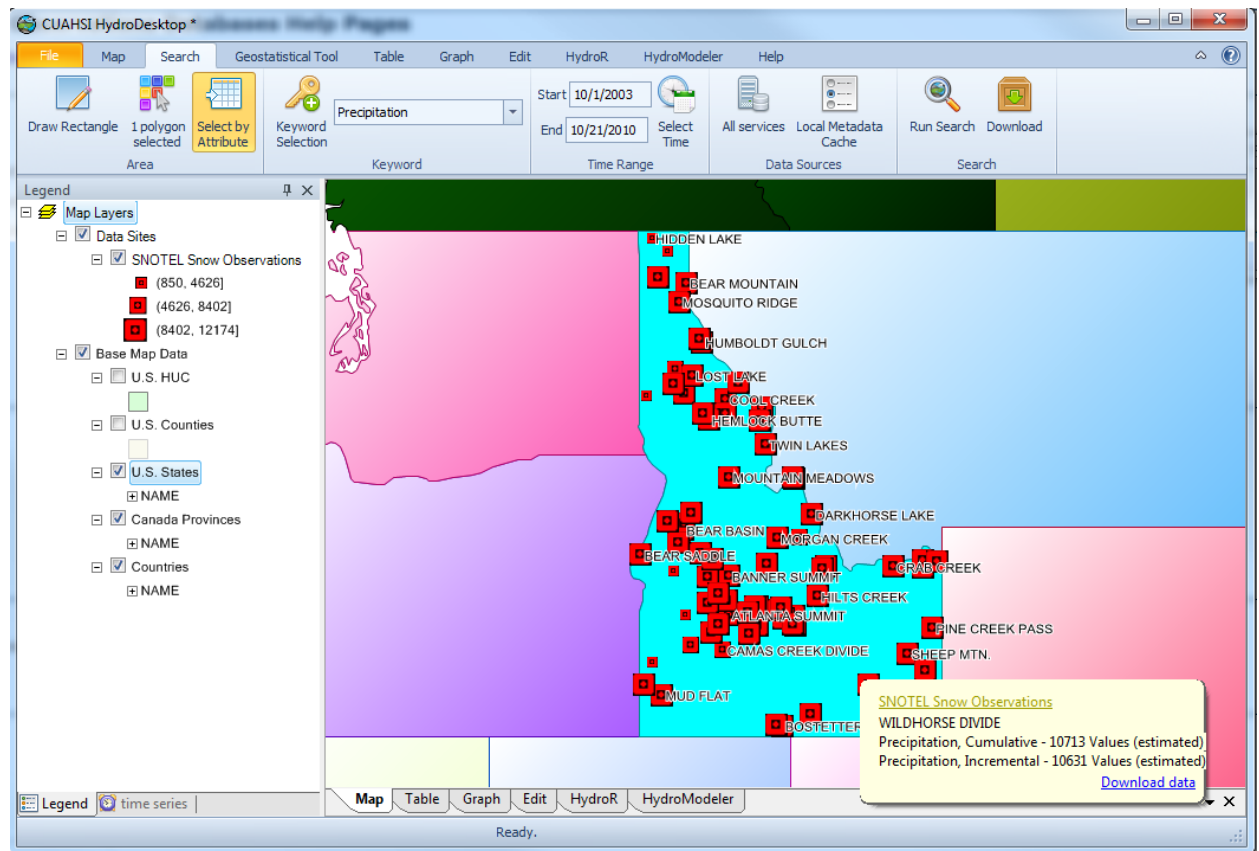 CUAHSI HydroDesktop *
File Map Search Geostatistical Tool Table Graph Edit HydroR HydroModeler Help
Draw Rectangle
1 polygon selected
Select by Attribute
Area
Keyword Selection
Precipitation
Keyword
Start 10/1/2003
End 10/21/2010
Select Time
Time Range
All services
Local Metadata Cache
Data Sources
Run Search
Download
Search
Legend
Map Layers
Data Sites
SNOTEL Snow Observations
(850, 4626]
(4626, 8402]
(8402, 12174]
Base Map Data
U.S. HUC
U.S. Counties
U.S. States
NAME
Canada Provinces
NAME
Countries
NAME
Legend time series
HIDDEN LAKE
BEAR MOUNTAIN
MOSQUITO RIDGE
HUMBOLDT GULCH
LOST LAKE
COOL CREEK
HEMLOCK BUTTE
TWIN LAKES
MOUNTAIN MEADOWS
DARKHORSE LAKE
BEAR BASIN
MORGAN CREEK
BEAR SADDLE
CRAB CREEK
BANNER SUMMIT
HILTS CREEK
ATLANTA SUMMIT
PINE CREEK PASS
CAMAS CREEK DIVIDE
SHEEP MTN.
MUD FLAT
BOSTETTER
SNOTEL Snow Observations
WILDHORSE DIVIDE
Precipitation, Cumulative - 10713 Values (estimated)
Precipitation, Incremental - 10631 Values (estimated)
Download data
Map Table Graph Edit HydroR HydroModeler
Ready.